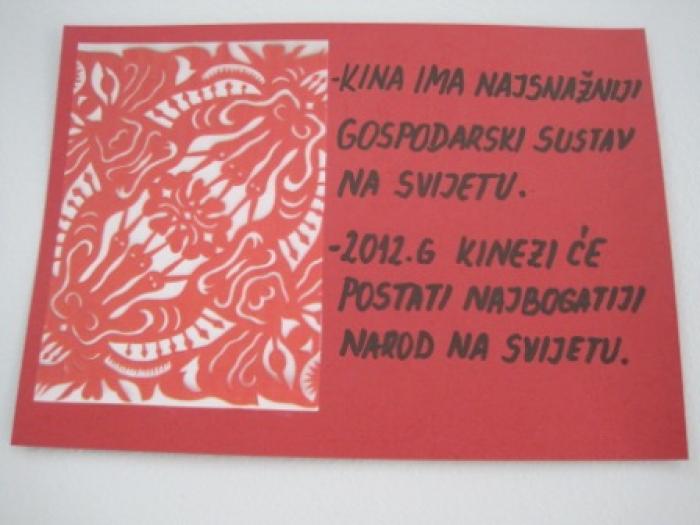 -KINA IMA NAJSNAŽNIJI
GOSPODARSKI SUSTAV
NA SVIJETU.
-2012.G KINEZI ĆE
POSTATI NAJBOGATIJI
NAROD NA SVIJETU.